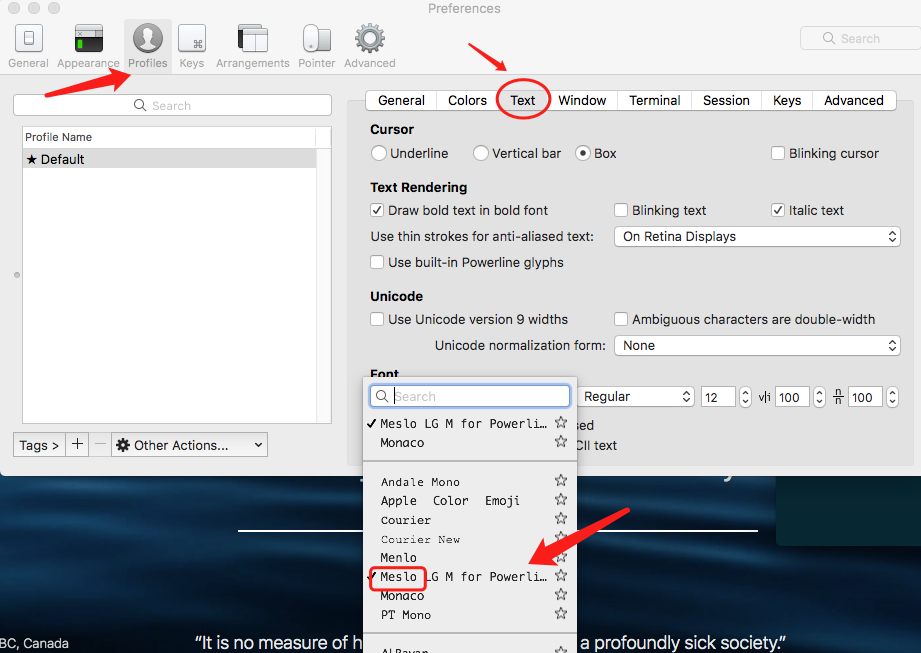 Preferences
General Appearance Profiles Keys Arrangements Pointer Advanced
Search
Search
General Colors Text Window Terminal Session Keys Advanced
Profile Name
★ Default
Cursor
Underline Vertical bar Box Blinking cursor
Text Rendering
Draw bold text in bold font Blinking text Italic text
Use thin strokes for anti-aliased text: On Retina Displays
Use built-in Powerline glyphs
Unicode
Use Unicode version 9 widths Ambiguous characters are double-width
Unicode normalization form: None
Font
Search
Regular 12 v|i 100 n/n 100
Meslo LG M for Powerli…
Monaco
CII text
Tags > + − Other Actions...
Andale Mono
Apple Color Emoji
Courier
Courier New
Menlo
Meslo LG M for Powerli…
Monaco
PT Mono
Al Bayan
BC, Canada
“It is no measure of h
a profoundly sick society.”